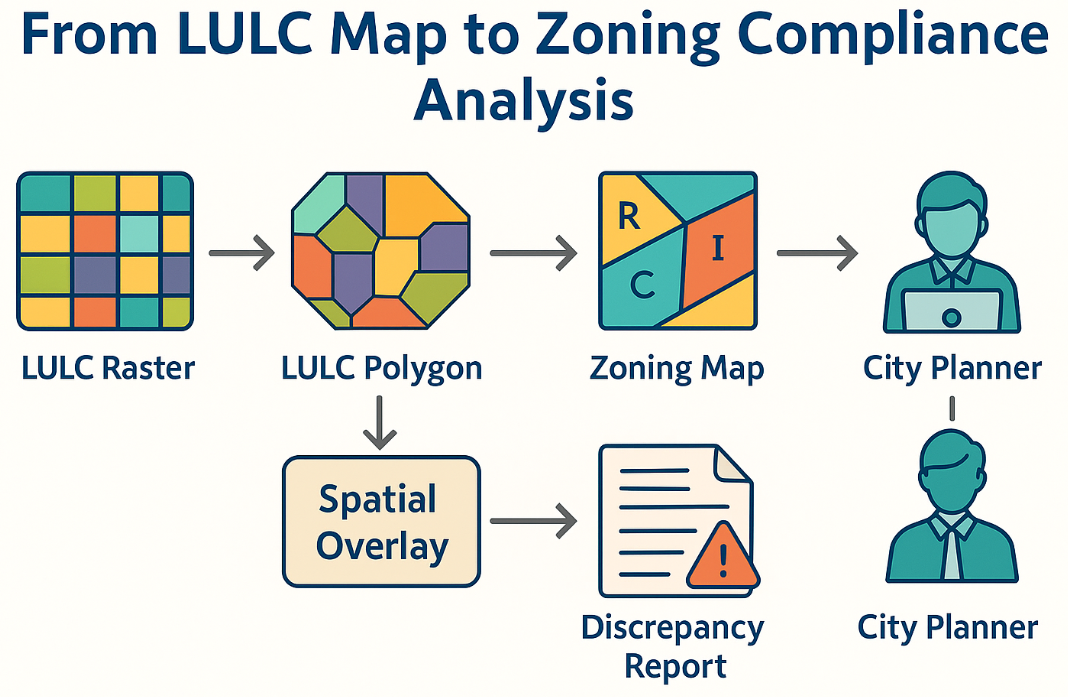 From LULC Map to Zoning Compliance
Analysis
R
I
C
LULC Raster
LULC Polygon
Zoning Map
City Planner
Spatial
Overlay
!
Discrepancy
Report
City Planner